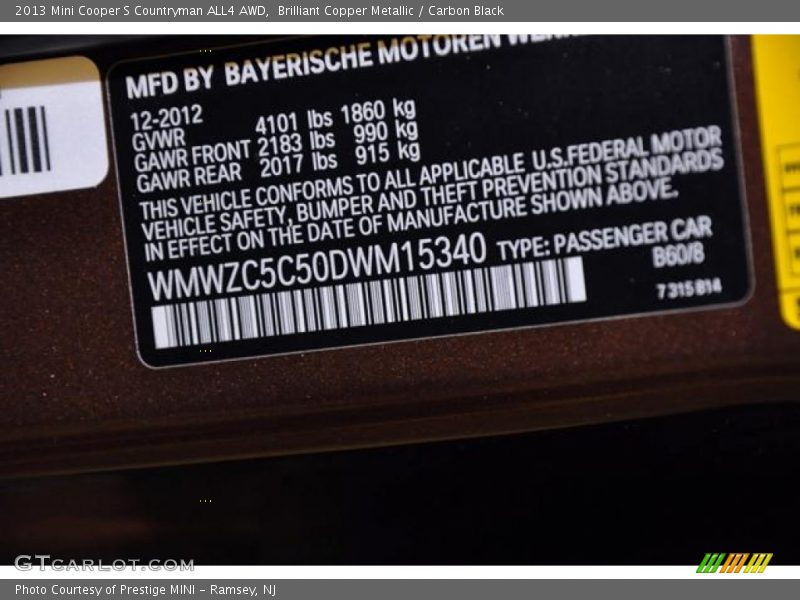 2013 Mini Cooper S Countryman ALL4 AWD,  Brilliant Copper Metallic / Carbon Black
MFD BY BAYERISCHE MOTOREN
12-2012
GVWR 4101 lbs 1860 kg
GAWR FRONT 2183 lbs 990 kg
GAWR REAR 2017 lbs 915 kg
THIS VEHICLE CONFORMS TO ALL APPLICABLE U.S.FEDERAL MOTOR
VEHICLE SAFETY, BUMPER AND THEFT PREVENTION STANDARDS
IN EFFECT ON THE DATE OF MANUFACTURE SHOWN ABOVE.
WMWZC5C50DWM15340 TYPE: PASSENGER CAR
B60/8
7 315 814
GTCARLOT.COM
Photo Courtesy of Prestige MINI - Ramsey, NJ